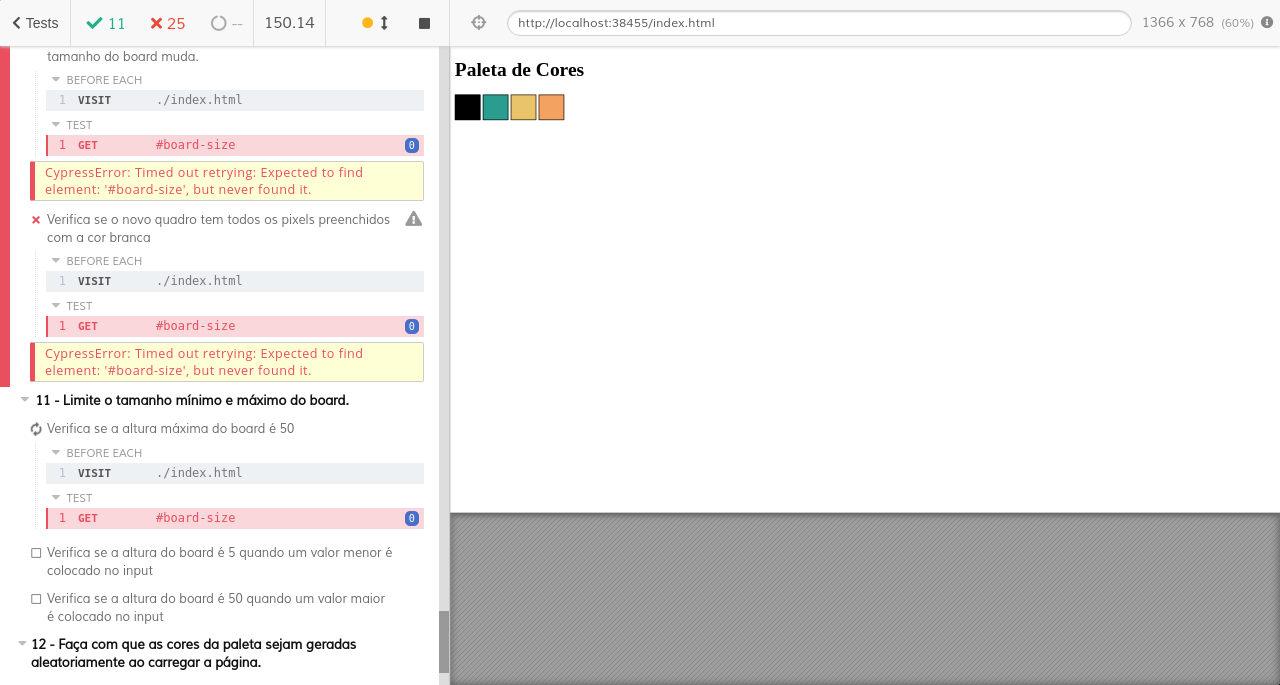 Tests
11
25
--
150.14
http://localhost:38455/index.html
1366 x 768 (60%)
tamanho do board muda.
BEFORE EACH
1 VISIT ./index.html
TEST
1 GET #board-size 0
CypressError: Timed out retrying: Expected to find
element: '#board-size', but never found it.
Verifica se o novo quadro tem todos os pixels preenchidos
com a cor branca
BEFORE EACH
1 VISIT ./index.html
TEST
1 GET #board-size 0
CypressError: Timed out retrying: Expected to find
element: '#board-size', but never found it.
11 - Limite o tamanho mínimo e máximo do board.
Verifica se a altura máxima do board é 50
BEFORE EACH
1 VISIT ./index.html
TEST
1 GET #board-size 0
Verifica se a altura do board é 5 quando um valor menor é
colocado no input
Verifica se a altura do board é 50 quando um valor maior
é colocado no input
12 - Faça com que as cores da paleta sejam geradas
aleatoriamente ao carregar a página.
Paleta de Cores